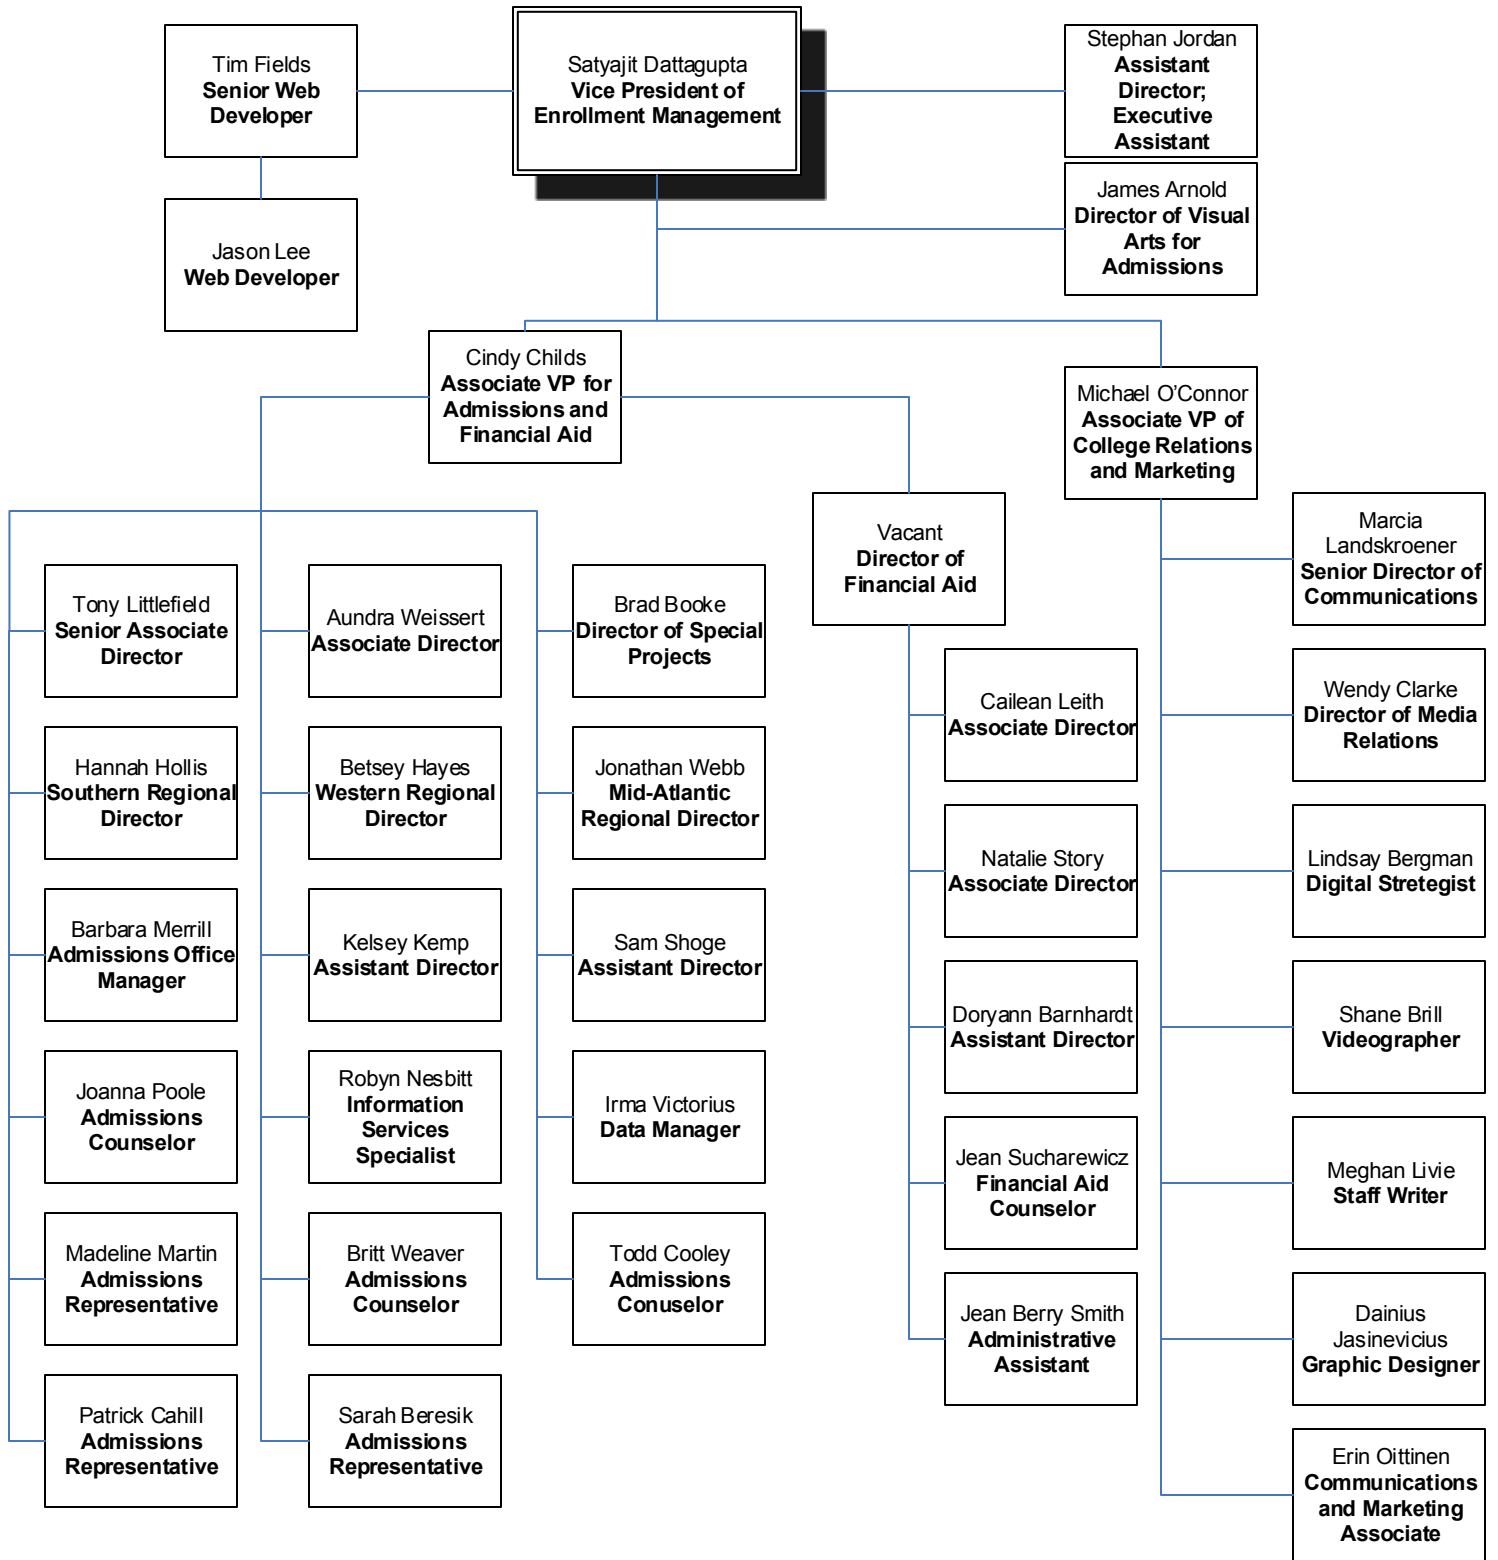 Tim Fields
Senior Web
Developer
Satyajit Dattagupta
Vice President of
Enrollment Management
Stephan Jordan
Assistant
Director;
Executive
Assistant
James Arnold
Director of Visual
Arts for
Admissions
Jason Lee
Web Developer
Cindy Childs
Associate VP for
Admissions and
Financial Aid
Michael O’Connor
Associate VP of
College Relations
and Marketing
Tony Littlefield
Senior Associate
Director
Hannah Hollis
Southern Regional
Director
Barbara Merrill
Admissions Office
Manager
Joanna Poole
Admissions
Counselor
Madeline Martin
Admissions
Representative
Patrick Cahill
Admissions
Representative
Aundra Weissert
Associate Director
Betsey Hayes
Western Regional
Director
Kelsey Kemp
Assistant Director
Robyn Nesbitt
Information
Services
Specialist
Britt Weaver
Admissions
Counselor
Sarah Beresik
Admissions
Representative
Brad Booke
Director of Special
Projects
Jonathan Webb
Mid-Atlantic
Regional Director
Sam Shoge
Assistant Director
Irma Victorius
Data Manager
Todd Cooley
Admissions
Conuselor
Vacant
Director of
Financial Aid
Cailean Leith
Associate Director
Natalie Story
Associate Director
Doryann Barnhardt
Assistant Director
Jean Sucharewicz
Financial Aid
Counselor
Jean Berry Smith
Administrative
Assistant
Marcia
Landskroener
Senior Director of
Communications
Wendy Clarke
Director of Media
Relations
Lindsay Bergman
Digital Stretegist
Shane Brill
Videographer
Meghan Livie
Staff Writer
Dainius
Jasinevicius
Graphic Designer
Erin Oittinen
Communications
and Marketing
Associate